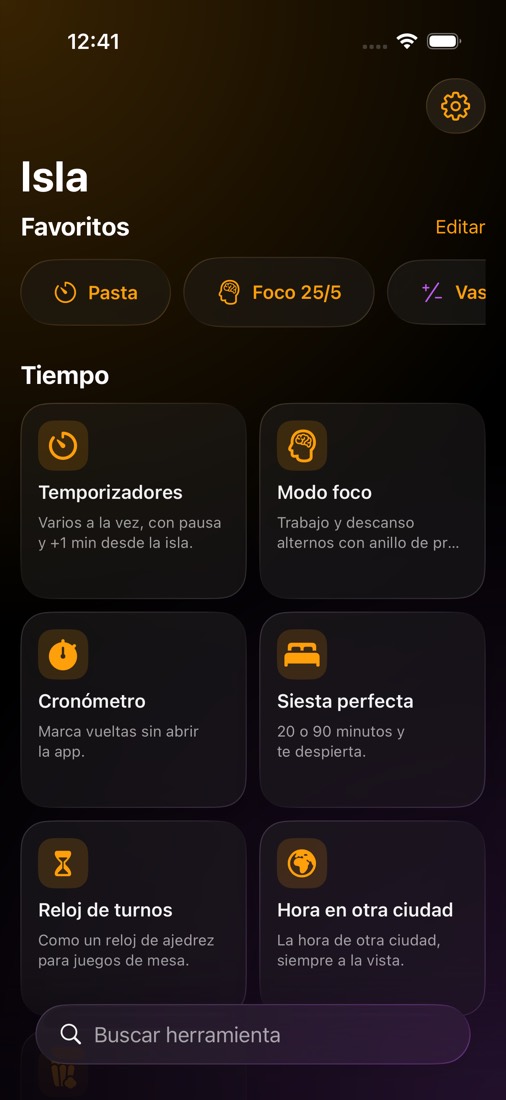 12:41
Isla
Favoritos
Editar
Pasta
Foco 25/5
Vas
Tiempo
Temporizadores
Varios a la vez, con pausa
y +1 min desde la isla.
Modo foco
Trabajo y descanso
alternos con anillo de pr...
Cronómetro
Marca vueltas sin abrir
la app.
Siesta perfecta
20 o 90 minutos y
te despierta.
Reloj de turnos
Como un reloj de ajedrez
para juegos de mesa.
Hora en otra ciudad
La hora de otra ciudad,
siempre a la vista.
Buscar herramienta